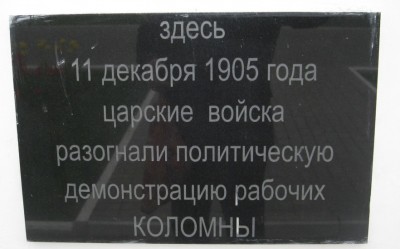 здесь
11 декабря 1905 года
царские войска
разогнали политическую
демонстрацию рабочих
КОЛОМНЫ